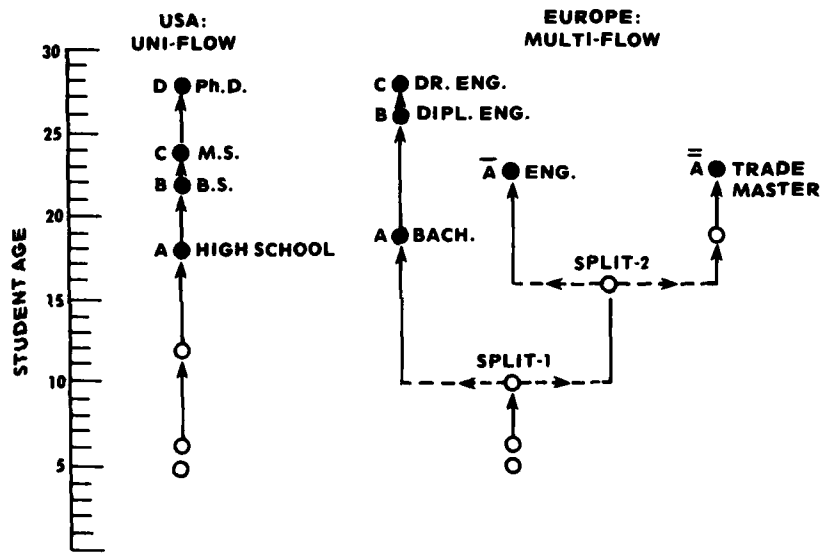 USA:
UNI-FLOW
EUROPE:
MULTI-FLOW
30
25
20
15
10
5
STUDENT AGE
D Ph.D.
C M.S.
B B.S.
A HIGH SCHOOL
C DR. ENG.
B DIPL. ENG.
A BACH.
A̅ ENG.
A̿ TRADE
MASTER
SPLIT-2
SPLIT-1